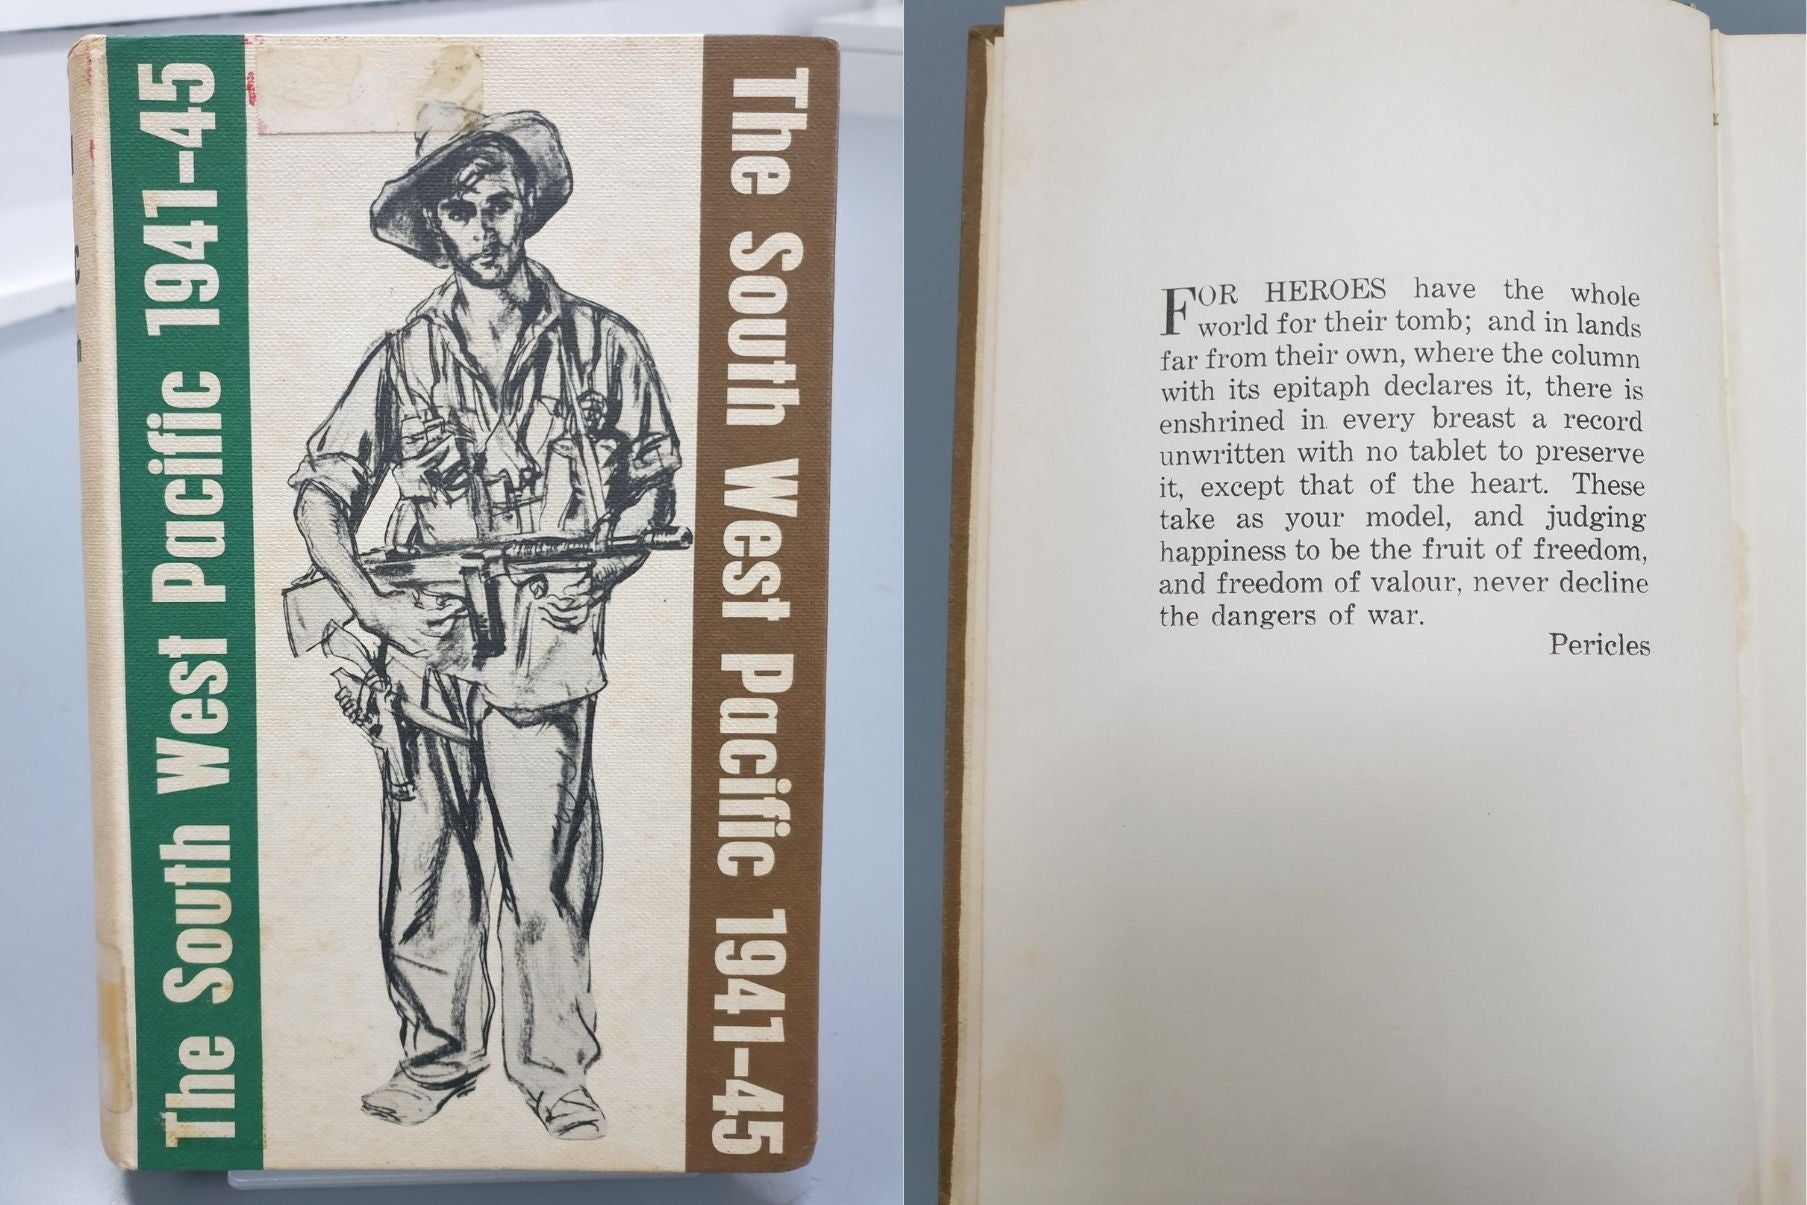 The South West Pacific 1941-45
The South West Pacific 1941-45
FOR HEROES have the whole
world for their tomb; and in lands
far from their own, where the column
with its epitaph declares it, there is
enshrined in every breast a record
unwritten with no tablet to preserve
it, except that of the heart. These
take as your model, and judging
happiness to be the fruit of freedom,
and freedom of valour, never decline
the dangers of war.
Pericles